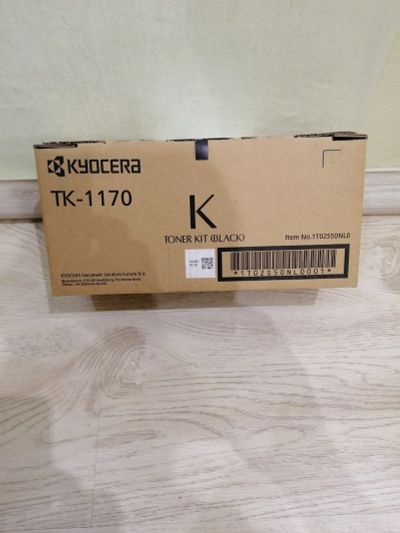 KYOCERA
TK-1170
K
TONER KIT (BLACK)
Item No.1T02S50NL0
*1T02S50NL0001*
KYOCERA Document Solutions Europe B.V.